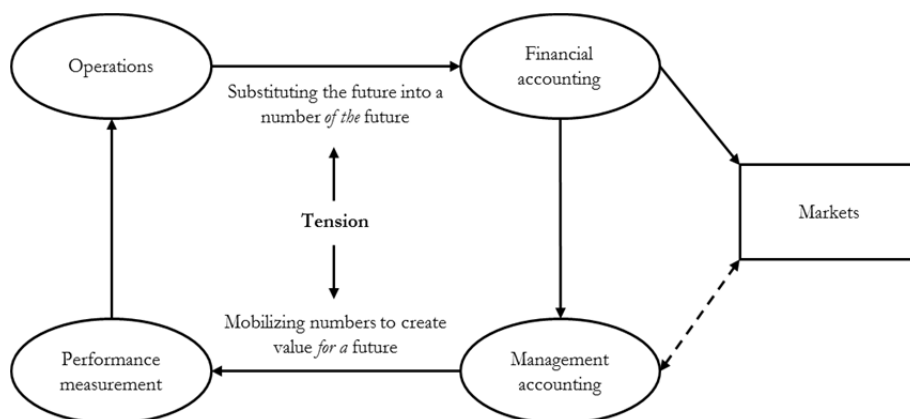 Operations
Financial
accounting
Substituting the future into a
number of the future
Markets
Tension
Mobilizing numbers to create
value for a future
Performance
measurement
Management
accounting